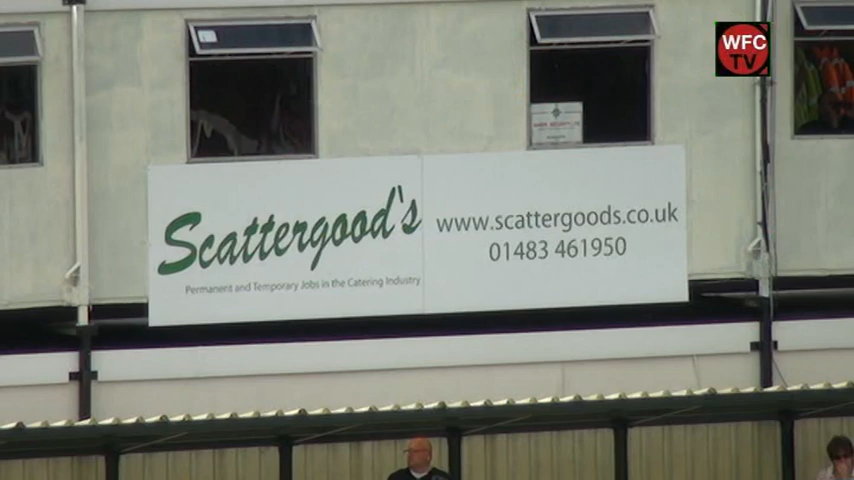 WFC
TV
Scattergood's
Permanent and Temporary Jobs in the Catering Industry
www.scattergoods.co.uk
01483 461950